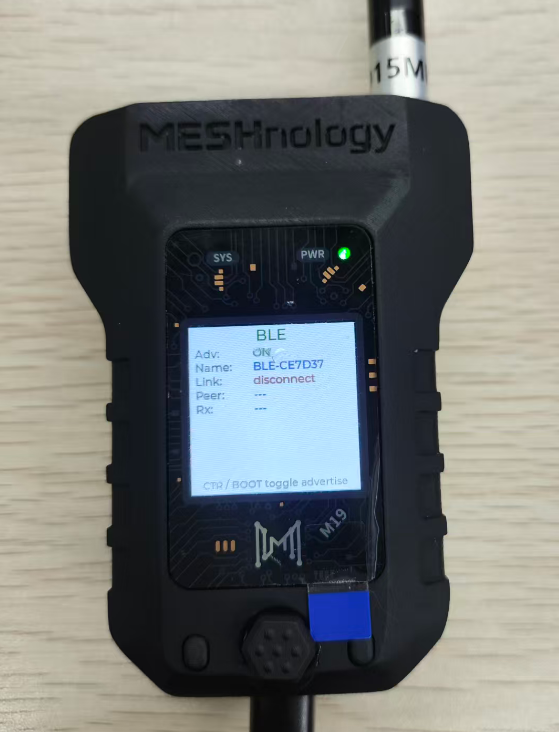 15M
MESHnology
SYS PWR
BLE
Adv: ON
Name: BLE-CE7D37
Link: disconnect
Peer: ---
Rx: ---
CTR / BOOT toggle advertise
M19